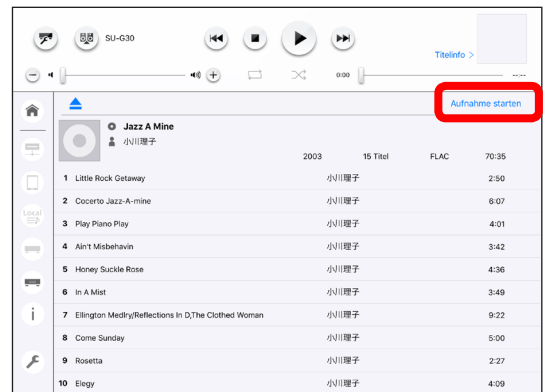 SU-G30
Titelinfo >
0:00
--:--
Aufnahme starten
Jazz A Mine
小川理子
2003 15 Titel FLAC 70:35
1 Little Rock Getaway 小川理子 2:50
2 Cocerto Jazz-A-mine 小川理子 6:07
3 Play Piano Play 小川理子 4:01
4 Ain't Misbehavin 小川理子 3:42
5 Honey Suckle Rose 小川理子 4:36
6 In A Mist 小川理子 3:49
7 Ellington Medlry/Reflections In D,The Clothed Woman 小川理子 9:22
8 Come Sunday 小川理子 5:00
9 Rosetta 小川理子 2:27
10 Elegy 小川理子 4:09
Local